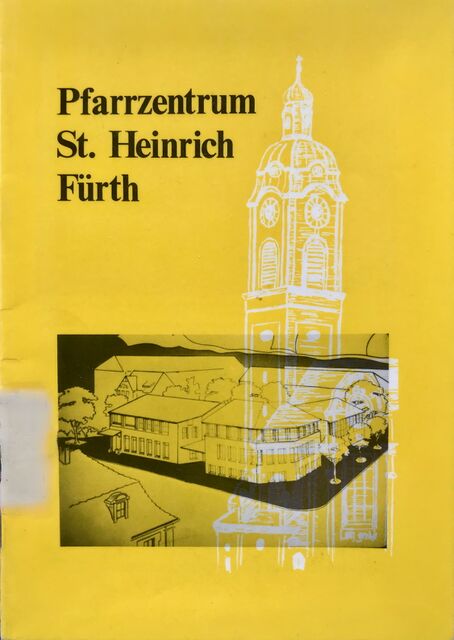 Pfarrzentrum
St. Heinrich
Fürth